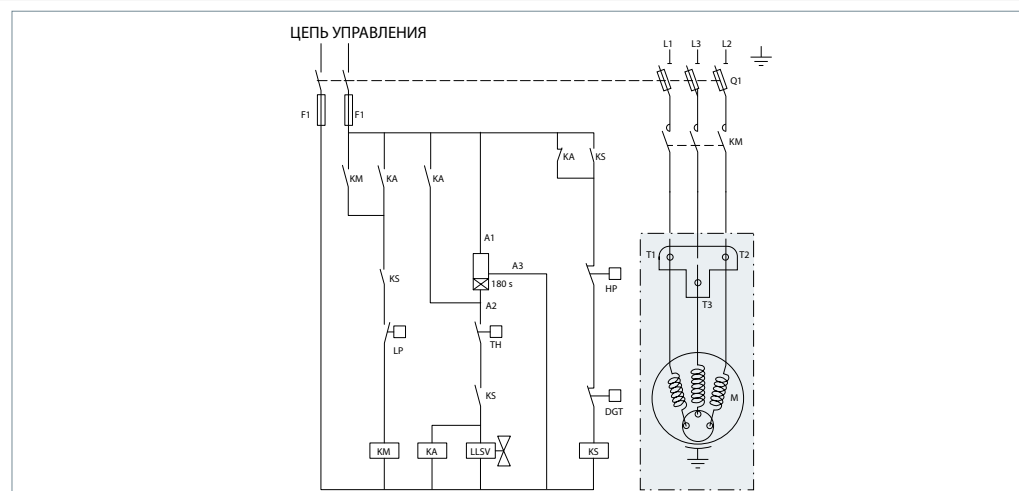 ЦЕПЬ УПРАВЛЕНИЯ
L1 L3 L2
Q1
F1 F1
KM
KA KS
KM KA KA
A1
T1 T2
A3
KS 180 s HP
A2 T3
LP TH
KS M
DGT
KM KA LLSV KS